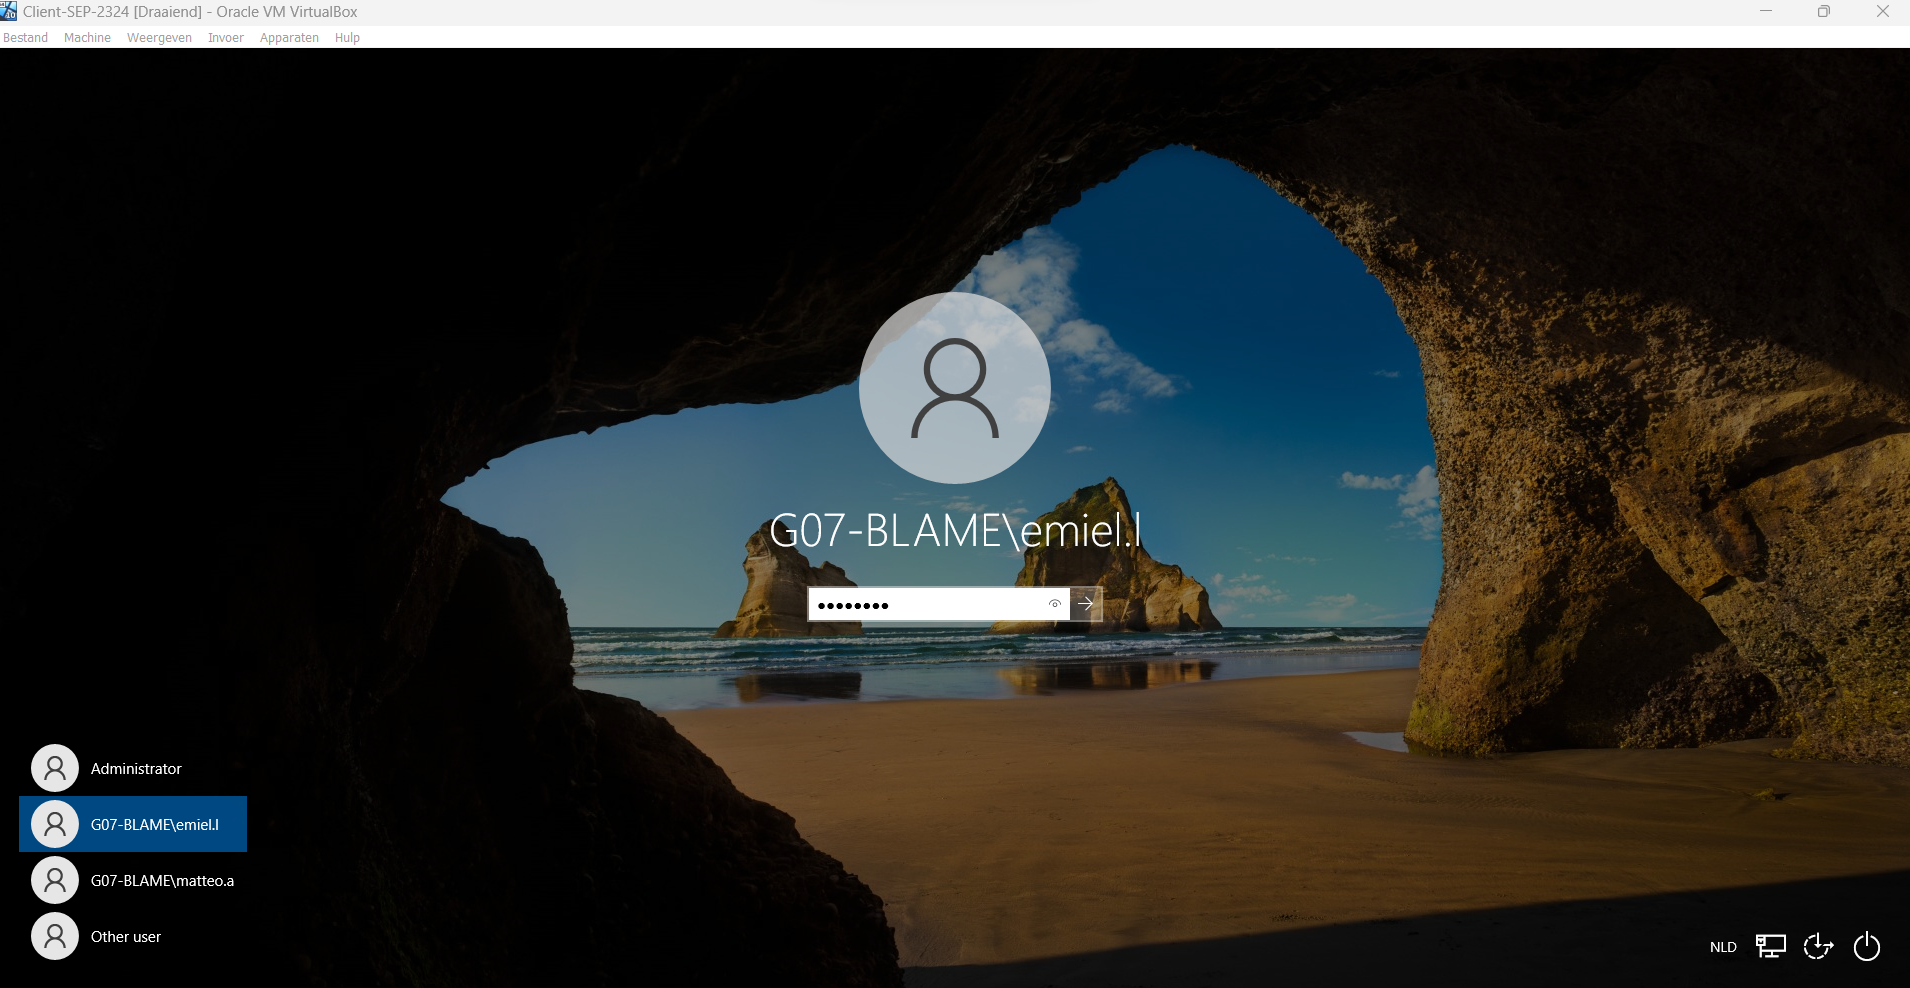 Client-SEP-2324 [Draaiend] - Oracle VM VirtualBox
Bestand Machine Weergeven Invoer Apparaten Hulp
G07-BLAME\emiel.l
Administrator
G07-BLAME\emiel.l
G07-BLAME\matteo.a
Other user
NLD